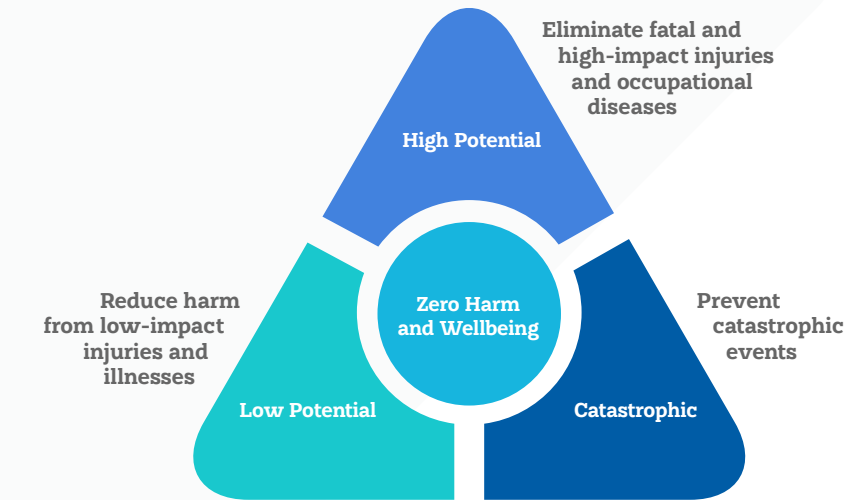 Eliminate fatal and
high-impact injuries
and occupational
diseases
High Potential
Zero Harm
and Wellbeing
Reduce harm
from low-impact
injuries and
illnesses
Prevent
catastrophic
events
Low Potential
Catastrophic